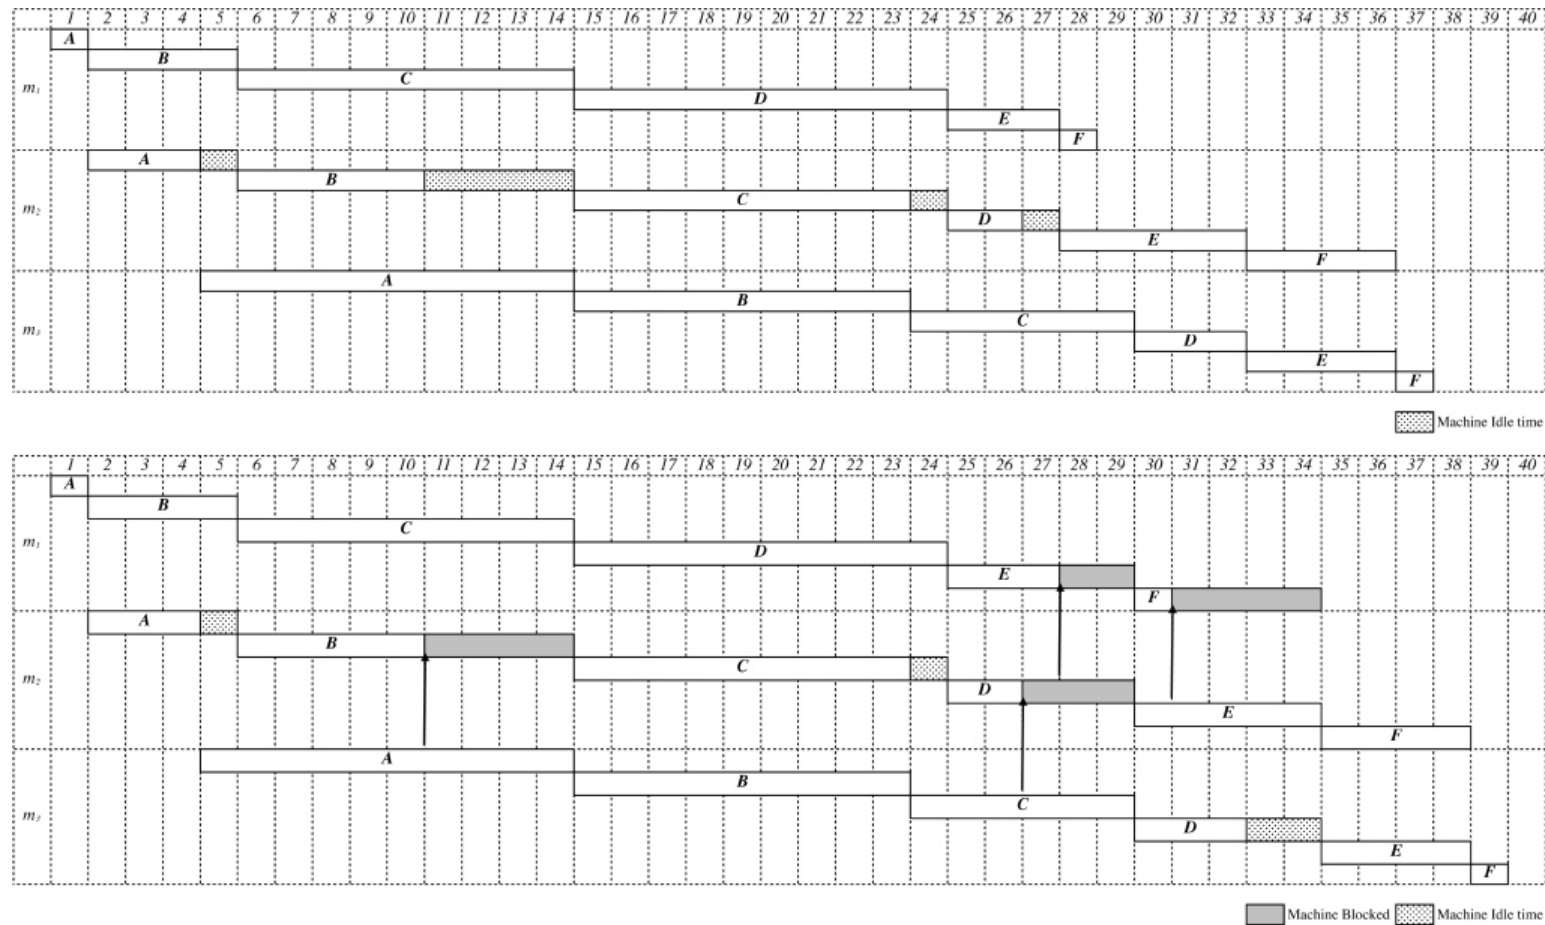 1 2 3 4 5 6 7 8 9 10 11 12 13 14 15 16 17 18 19 20 21 22 23 24 25 26 27 28 29 30 31 32 33 34 35 36 37 38 39 40
A
B
C
m₁
D
E
F
A
B
C
m₂
D
E
F
A
B
C
m₃
D
E
F
Machine Idle time
1 2 3 4 5 6 7 8 9 10 11 12 13 14 15 16 17 18 19 20 21 22 23 24 25 26 27 28 29 30 31 32 33 34 35 36 37 38 39 40
A
B
C
m₁
D
E
F
A
B
C
m₂
D
E
F
A
B
C
m₃
D
E
F
Machine Blocked Machine Idle time